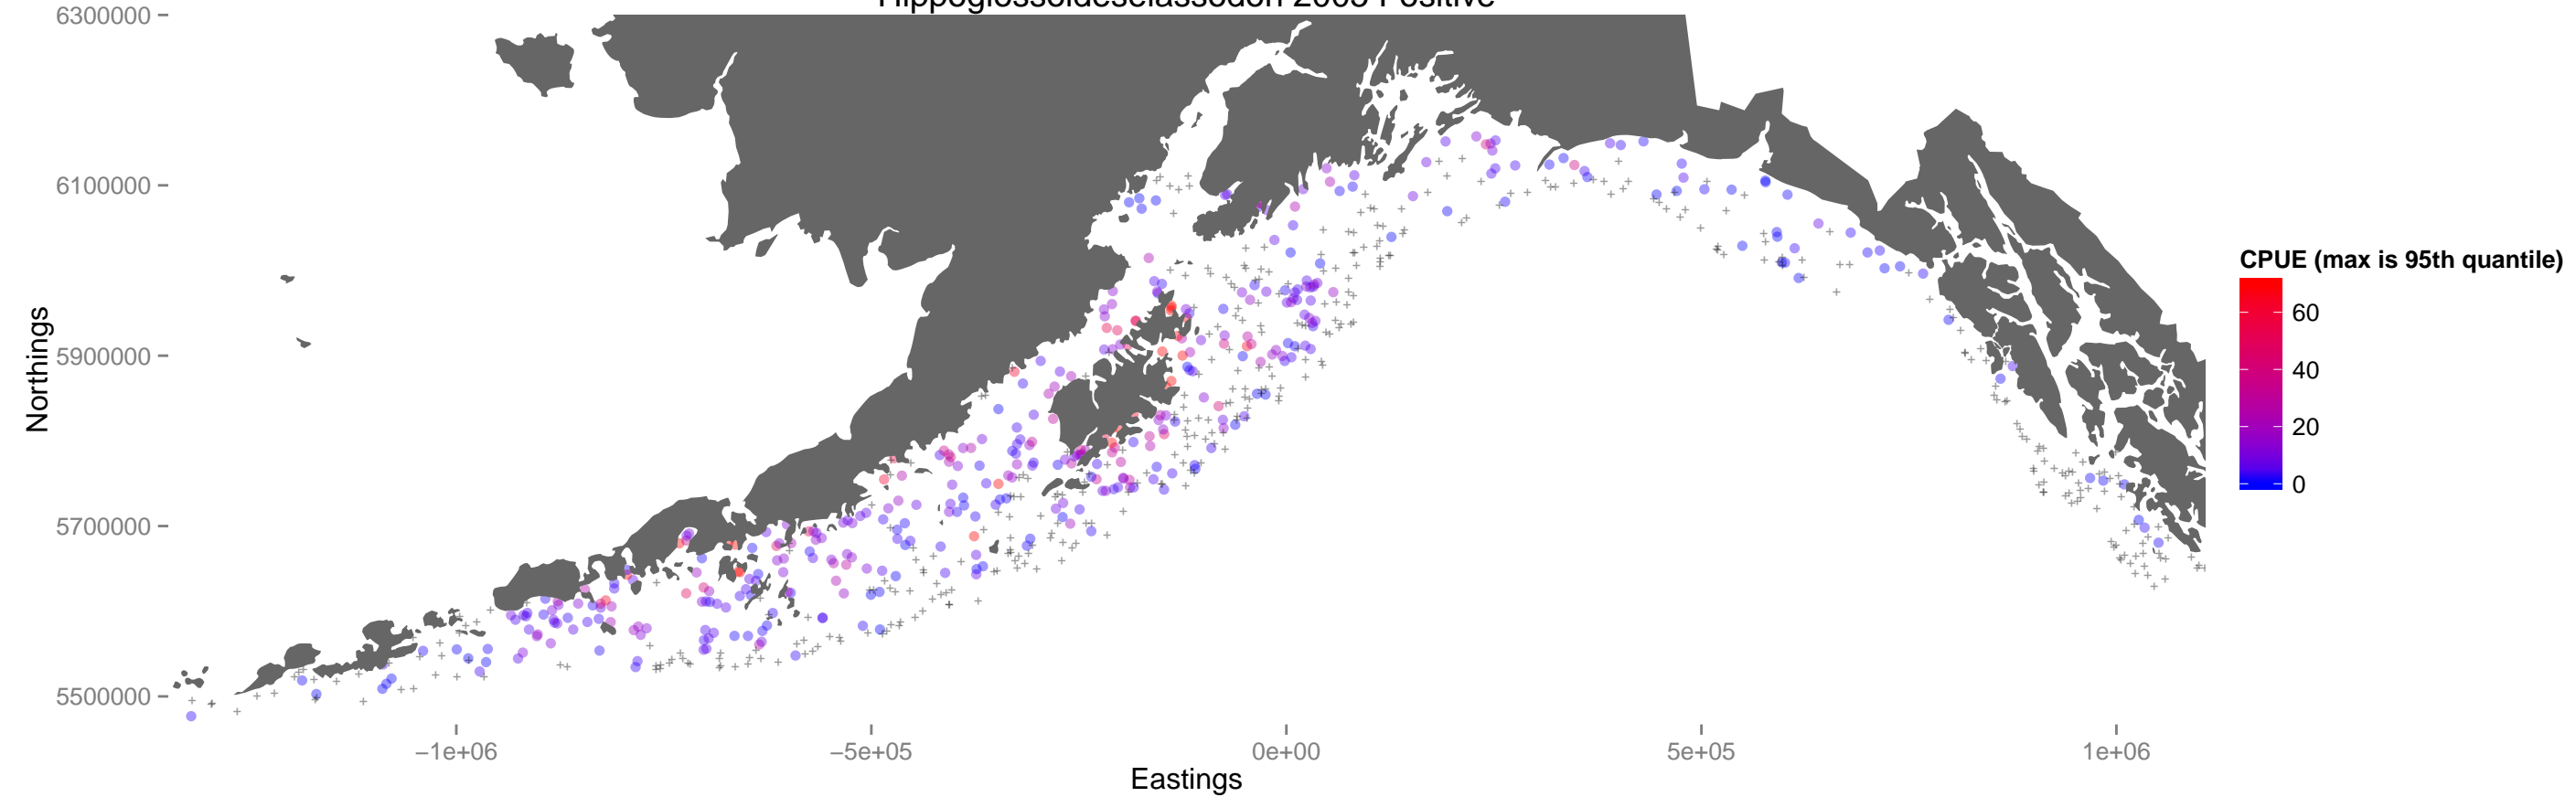 Hippoglossoideselassodon 2005 Positive
6300000
6100000
5900000
5700000
5500000
Northings
−1e+06
−5e+05
0e+00
5e+05
1e+06
Eastings
CPUE (max is 95th quantile)
60
40
20
0